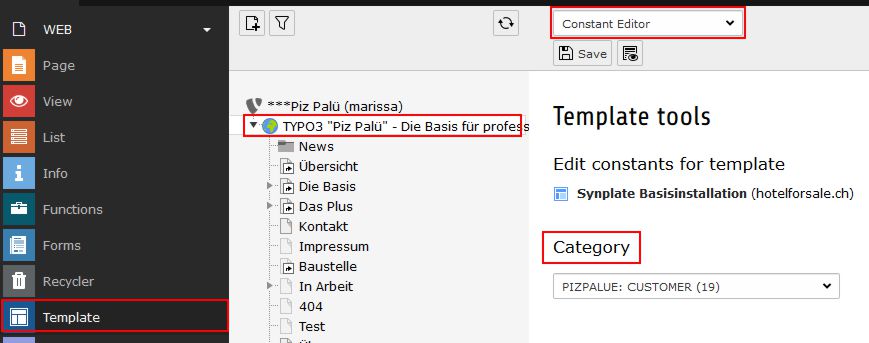 WEB
Page
View
List
Info
Functions
Forms
Recycler
Template
***Piz Palü (marissa)
TYPO3 "Piz Palü" - Die Basis für profess
News
Übersicht
Die Basis
Das Plus
Kontakt
Impressum
Baustelle
In Arbeit
404
Test
Constant Editor
Save
Template tools
Edit constants for template
Synplate Basisinstallation (hotelforsale.ch)
Category
PIZPALUE: CUSTOMER (19)